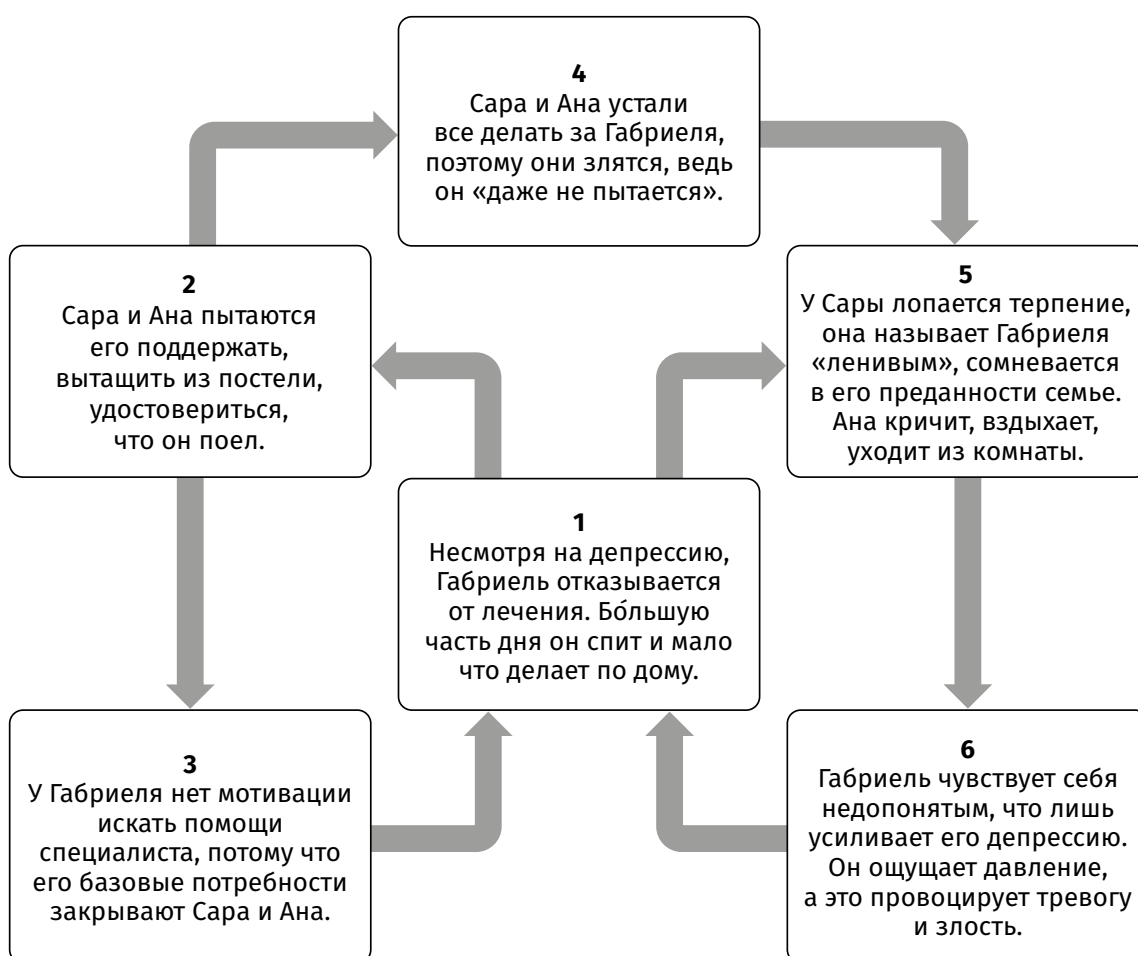 4
Сара и Ана устали
все делать за Габриеля,
поэтому они злятся, ведь
он «даже не пытается».
2
Сара и Ана пытаются
его поддержать,
вытащить из постели,
удостовериться,
что он поел.
5
У Сары лопается терпение,
она называет Габриеля
«ленивым», сомневается
в его преданности семье.
Ана кричит, вздыхает,
уходит из комнаты.
1
Несмотря на депрессию,
Габриель отказывается
от лечения. Бо́льшую
часть дня он спит и мало
что делает по дому.
3
У Габриеля нет мотивации
искать помощи
специалиста, потому что
его базовые потребности
закрывают Сара и Ана.
6
Габриель чувствует себя
недопонятым, что лишь
усиливает его депрессию.
Он ощущает давление,
а это провоцирует тревогу
и злость.